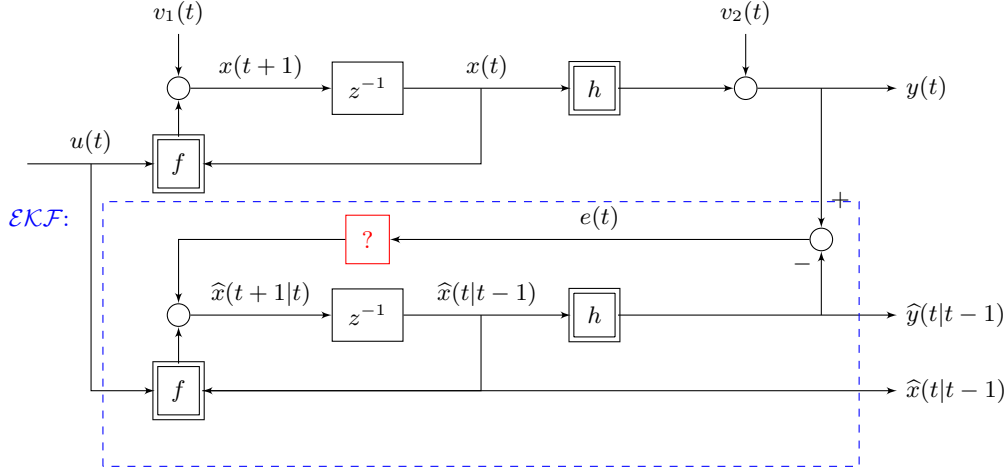 v₁(t) v₂(t)
x(t + 1) z⁻¹ x(t) h y(t)
u(t) f
+
𝓔𝓚𝓕: ? e(t)
−
x̂(t + 1|t) z⁻¹ x̂(t|t − 1) h ŷ(t|t − 1)
f x̂(t|t − 1)